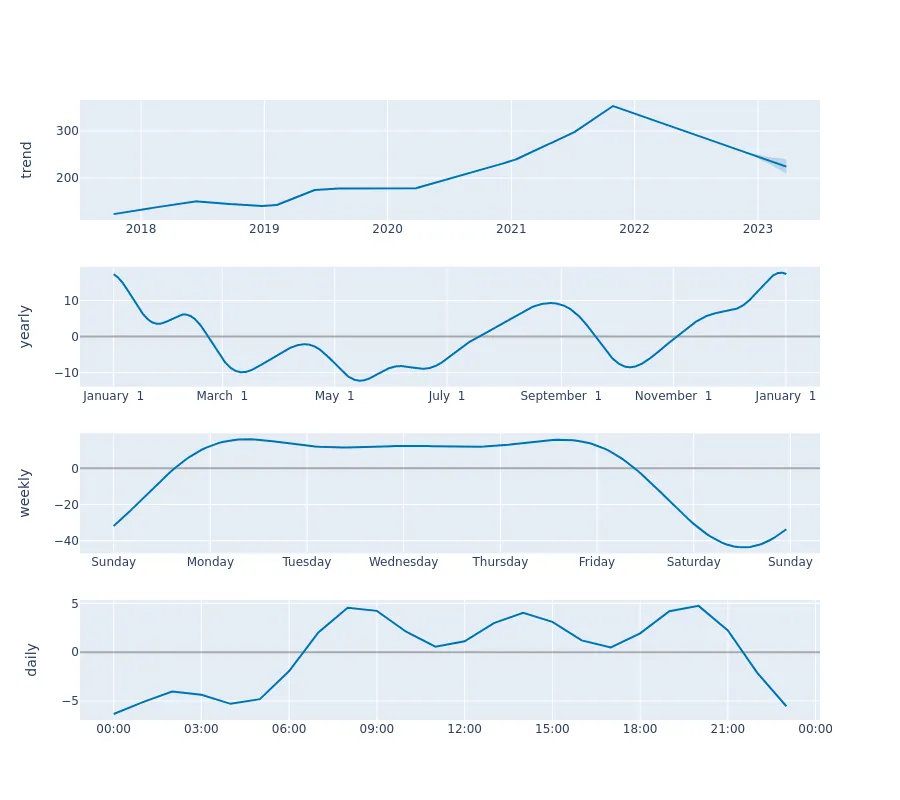 trend
300
200
2018 2019 2020 2021 2022 2023
yearly
10
0
−10
January 1 March 1 May 1 July 1 September 1 November 1 January 1
weekly
0
−20
−40
Sunday Monday Tuesday Wednesday Thursday Friday Saturday Sunday
daily
5
0
−5
00:00 03:00 06:00 09:00 12:00 15:00 18:00 21:00 00:00